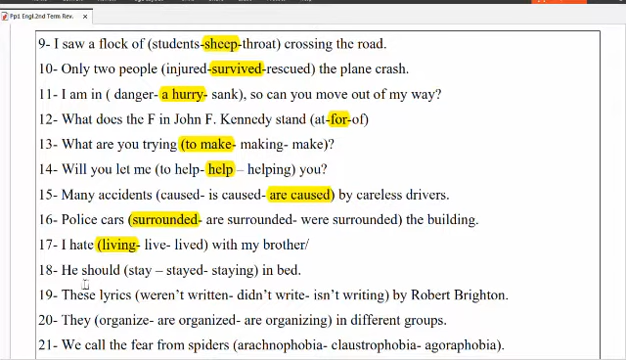 Pp1 Engl.2nd Term Rev.
9- I saw a flock of (students-sheep-throat) crossing the road.
10- Only two people (injured-survived-rescued) the plane crash.
11- I am in ( danger- a hurry- sank), so can you move out of my way?
12- What does the F in John F. Kennedy stand (at-for-of)
13- What are you trying (to make- making- make)?
14- Will you let me (to help- help – helping) you?
15- Many accidents (caused- is caused- are caused) by careless drivers.
16- Police cars (surrounded- are surrounded- were surrounded) the building.
17- I hate (living- live- lived) with my brother/
18- He should (stay – stayed- staying) in bed.
19- These lyrics (weren't written- didn't write- isn't writing) by Robert Brighton.
20- They (organize- are organized- are organizing) in different groups.
21- We call the fear from spiders (arachnophobia- claustrophobia- agoraphobia).